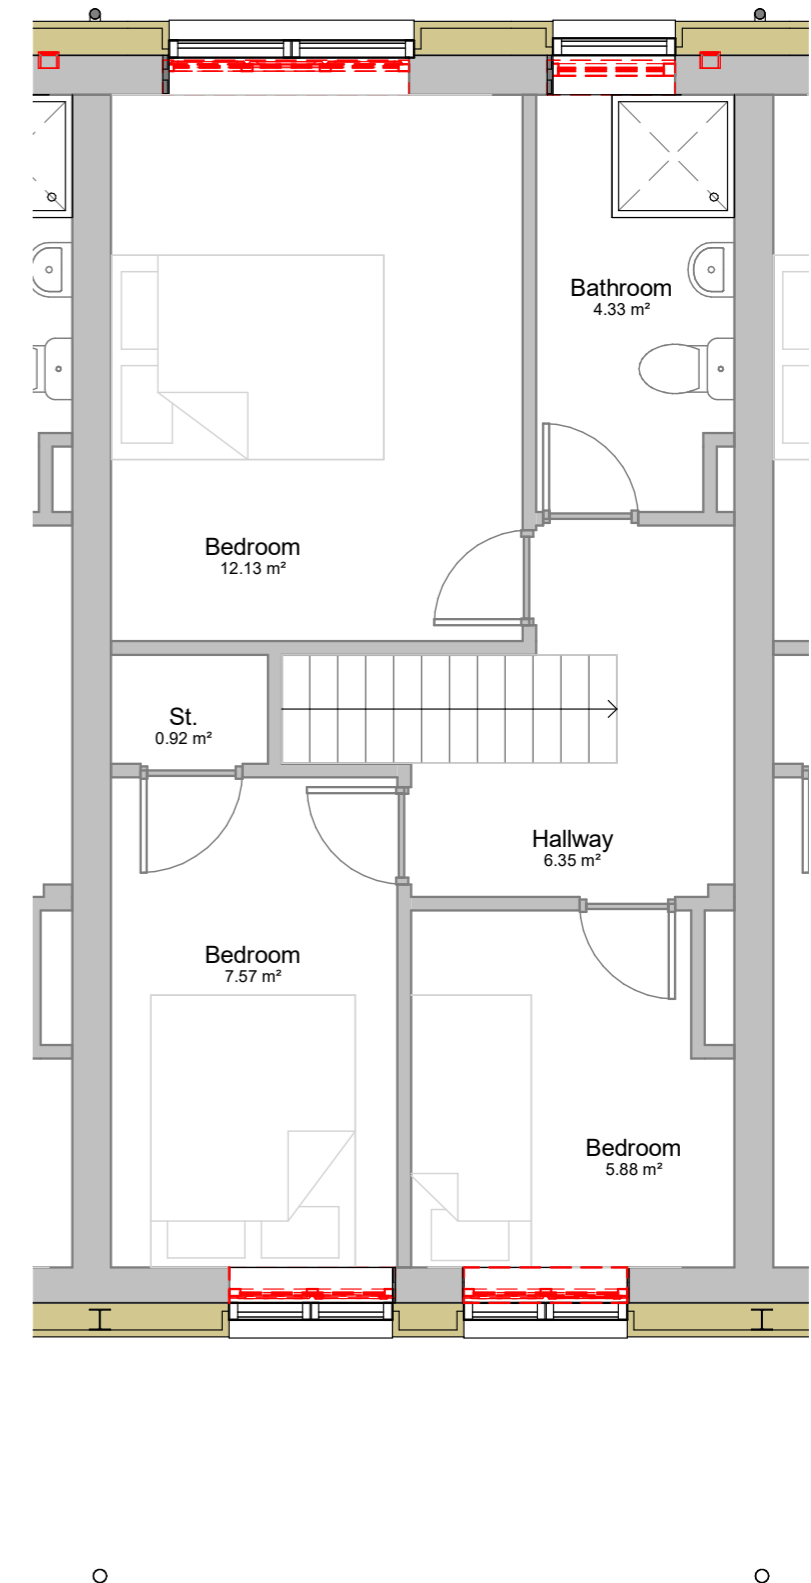 Bathroom
4.33 m²
Bedroom
12.13 m²
St.
0.92 m²
Hallway
6.35 m²
Bedroom
7.57 m²
Bedroom
5.88 m²